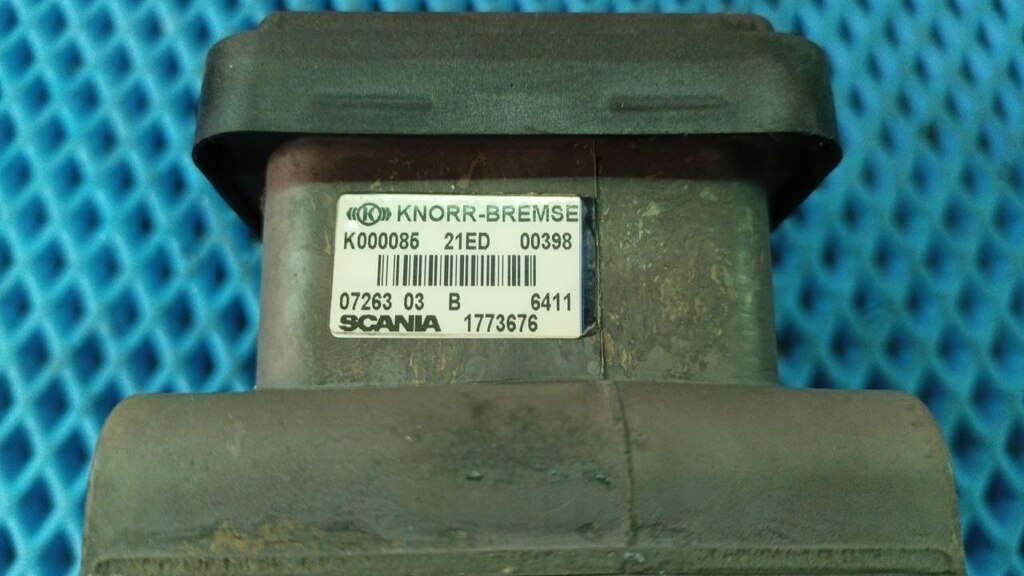 K KNORR-BREMSE
K000085 21ED 00398
07263 03 B 6411
SCANIA 1773676